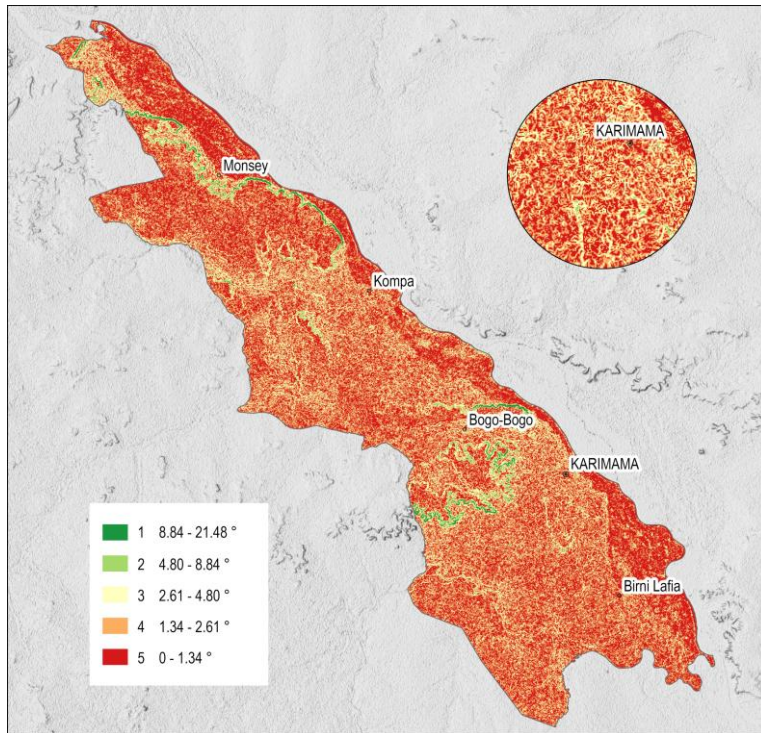 KARIMAMA
Monsey
Kompa
Bogo-Bogo
KARIMAMA
Birni Lafia
1 8.84 - 21.48 °
2 4.80 - 8.84 °
3 2.61 - 4.80 °
4 1.34 - 2.61 °
5 0 - 1.34 °